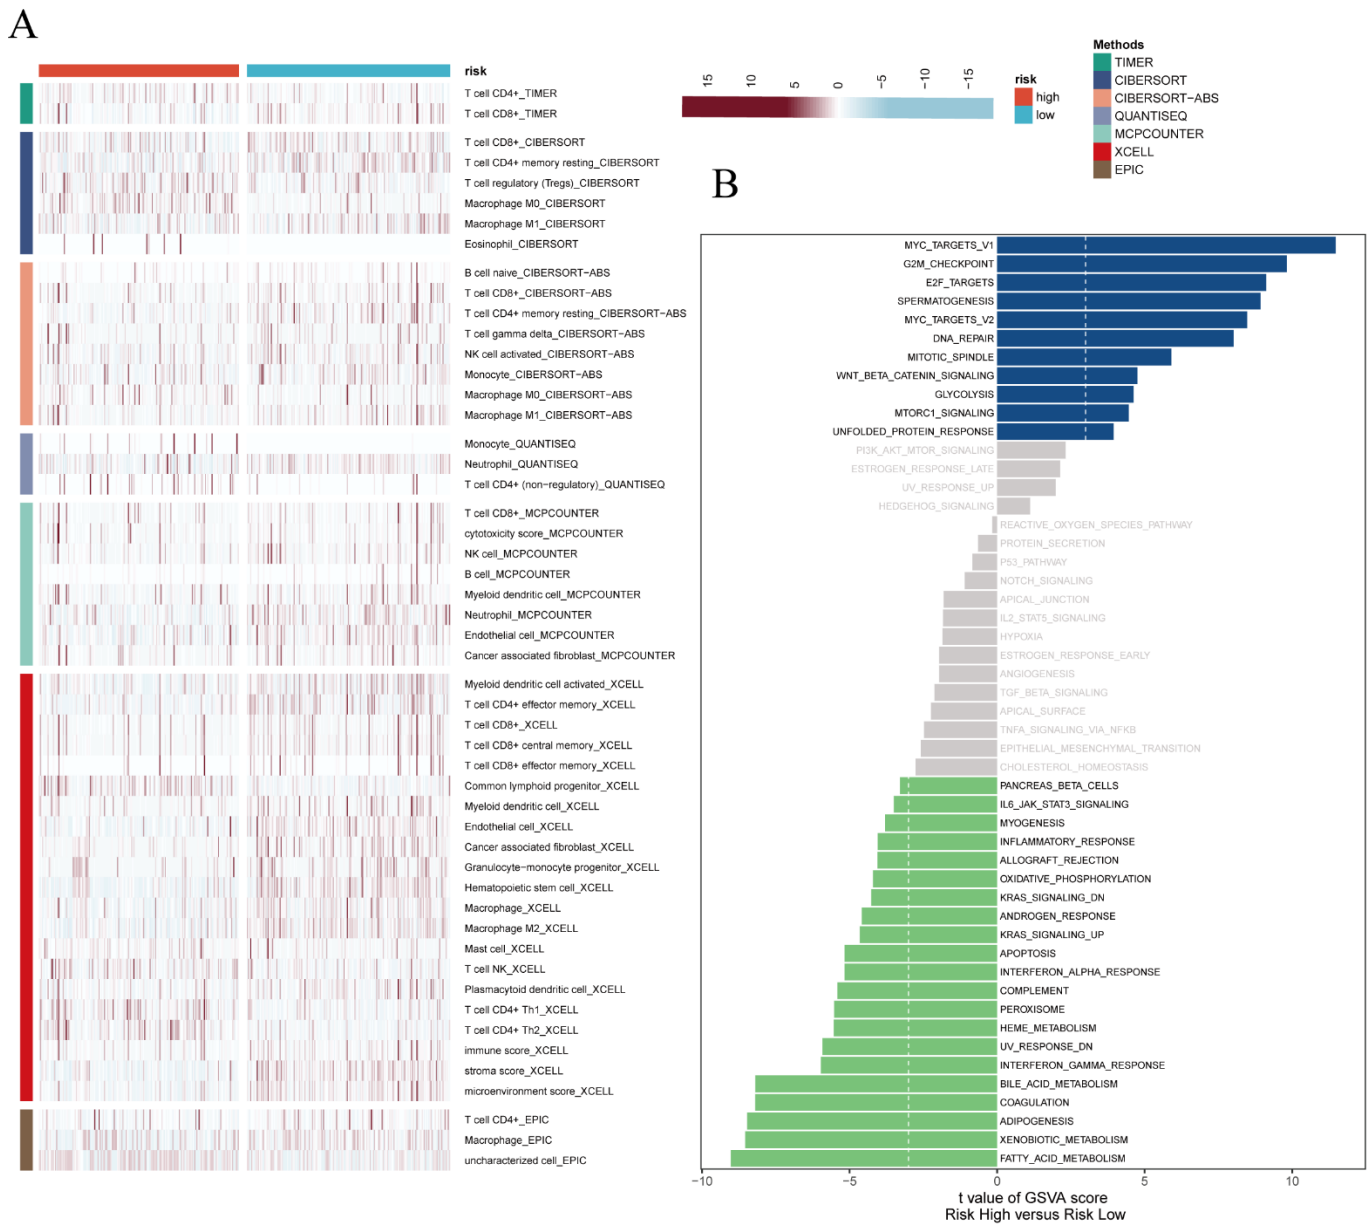 A
risk
T cell CD4+_TIMER
T cell CD8+_TIMER
T cell CD8+_CIBERSORT
T cell CD4+ memory resting_CIBERSORT
T cell regulatory (Tregs)_CIBERSORT
Macrophage M0_CIBERSORT
Macrophage M1_CIBERSORT
Eosinophil_CIBERSORT
B cell naive_CIBERSORT−ABS
T cell CD8+_CIBERSORT−ABS
T cell CD4+ memory resting_CIBERSORT−ABS
T cell gamma delta_CIBERSORT−ABS
NK cell activated_CIBERSORT−ABS
Monocyte_CIBERSORT−ABS
Macrophage M0_CIBERSORT−ABS
Macrophage M1_CIBERSORT−ABS
Monocyte_QUANTISEQ
Neutrophil_QUANTISEQ
T cell CD4+ (non−regulatory)_QUANTISEQ
T cell CD8+_MCPCOUNTER
cytotoxicity score_MCPCOUNTER
NK cell_MCPCOUNTER
B cell_MCPCOUNTER
Myeloid dendritic cell_MCPCOUNTER
Neutrophil_MCPCOUNTER
Endothelial cell_MCPCOUNTER
Cancer associated fibroblast_MCPCOUNTER
Myeloid dendritic cell activated_XCELL
T cell CD4+ effector memory_XCELL
T cell CD8+_XCELL
T cell CD8+ central memory_XCELL
T cell CD8+ effector memory_XCELL
Common lymphoid progenitor_XCELL
Myeloid dendritic cell_XCELL
Endothelial cell_XCELL
Cancer associated fibroblast_XCELL
Granulocyte−monocyte progenitor_XCELL
Hematopoietic stem cell_XCELL
Macrophage_XCELL
Macrophage M2_XCELL
Mast cell_XCELL
T cell NK_XCELL
Plasmacytoid dendritic cell_XCELL
T cell CD4+ Th1_XCELL
T cell CD4+ Th2_XCELL
immune score_XCELL
stroma score_XCELL
microenvironment score_XCELL
T cell CD4+_EPIC
Macrophage_EPIC
uncharacterized cell_EPIC
15 10 5 0 −5 −10 −15
risk
high
low
Methods
TIMER
CIBERSORT
CIBERSORT−ABS
QUANTISEQ
MCPCOUNTER
XCELL
EPIC
B
MYC_TARGETS_V1
G2M_CHECKPOINT
E2F_TARGETS
SPERMATOGENESIS
MYC_TARGETS_V2
DNA_REPAIR
MITOTIC_SPINDLE
WNT_BETA_CATENIN_SIGNALING
GLYCOLYSIS
MTORC1_SIGNALING
UNFOLDED_PROTEIN_RESPONSE
PI3K_AKT_MTOR_SIGNALING
ESTROGEN_RESPONSE_LATE
UV_RESPONSE_UP
HEDGEHOG_SIGNALING
REACTIVE_OXYGEN_SPECIES_PATHWAY
PROTEIN_SECRETION
P53_PATHWAY
NOTCH_SIGNALING
APICAL_JUNCTION
IL2_STAT5_SIGNALING
HYPOXIA
ESTROGEN_RESPONSE_EARLY
ANGIOGENESIS
TGF_BETA_SIGNALING
APICAL_SURFACE
TNFA_SIGNALING_VIA_NFKB
EPITHELIAL_MESENCHYMAL_TRANSITION
CHOLESTEROL_HOMEOSTASIS
PANCREAS_BETA_CELLS
IL6_JAK_STAT3_SIGNALING
MYOGENESIS
INFLAMMATORY_RESPONSE
ALLOGRAFT_REJECTION
OXIDATIVE_PHOSPHORYLATION
KRAS_SIGNALING_DN
ANDROGEN_RESPONSE
KRAS_SIGNALING_UP
APOPTOSIS
INTERFERON_ALPHA_RESPONSE
COMPLEMENT
PEROXISOME
HEME_METABOLISM
UV_RESPONSE_DN
INTERFERON_GAMMA_RESPONSE
BILE_ACID_METABOLISM
COAGULATION
ADIPOGENESIS
XENOBIOTIC_METABOLISM
FATTY_ACID_METABOLISM
−10 −5 0 5 10
t value of GSVA score
Risk High versus Risk Low